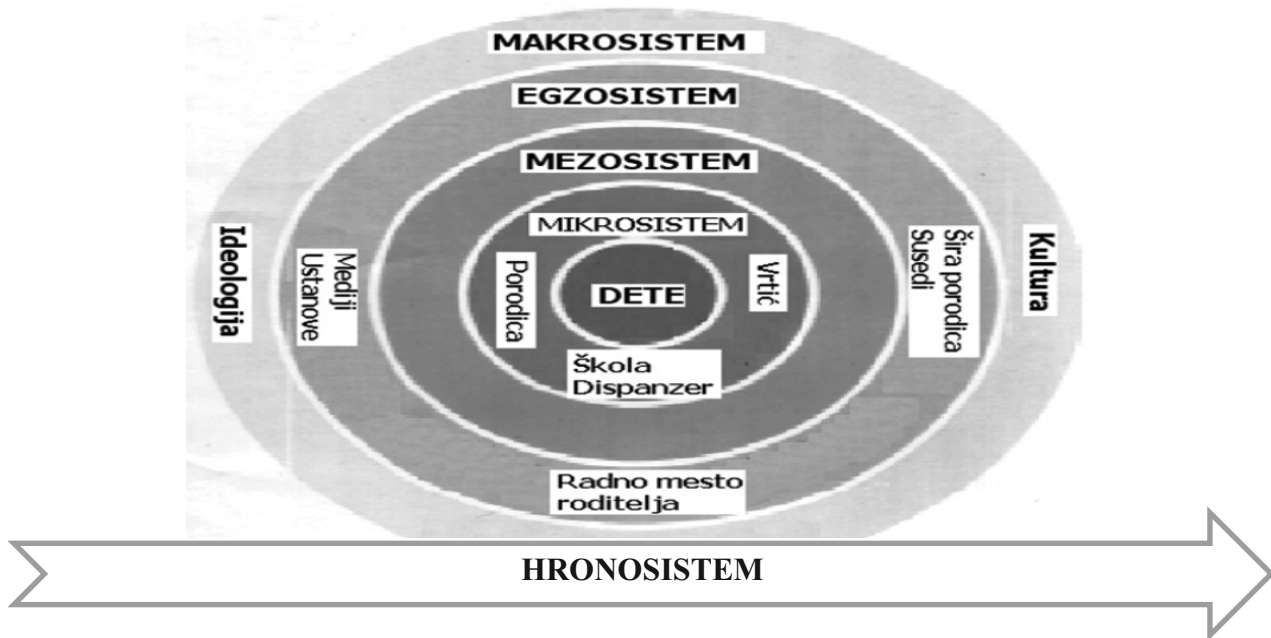 MAKROSISTEM
EGZOSISTEM
MEZOSISTEM
MIKROSISTEM
Ideologija
Mediji
Ustanove
Porodica
DETE
Vrtić
Šira porodica
Susedi
Kultura
Škola
Dispanzer
Radno mesto
roditelja
HRONOSISTEM